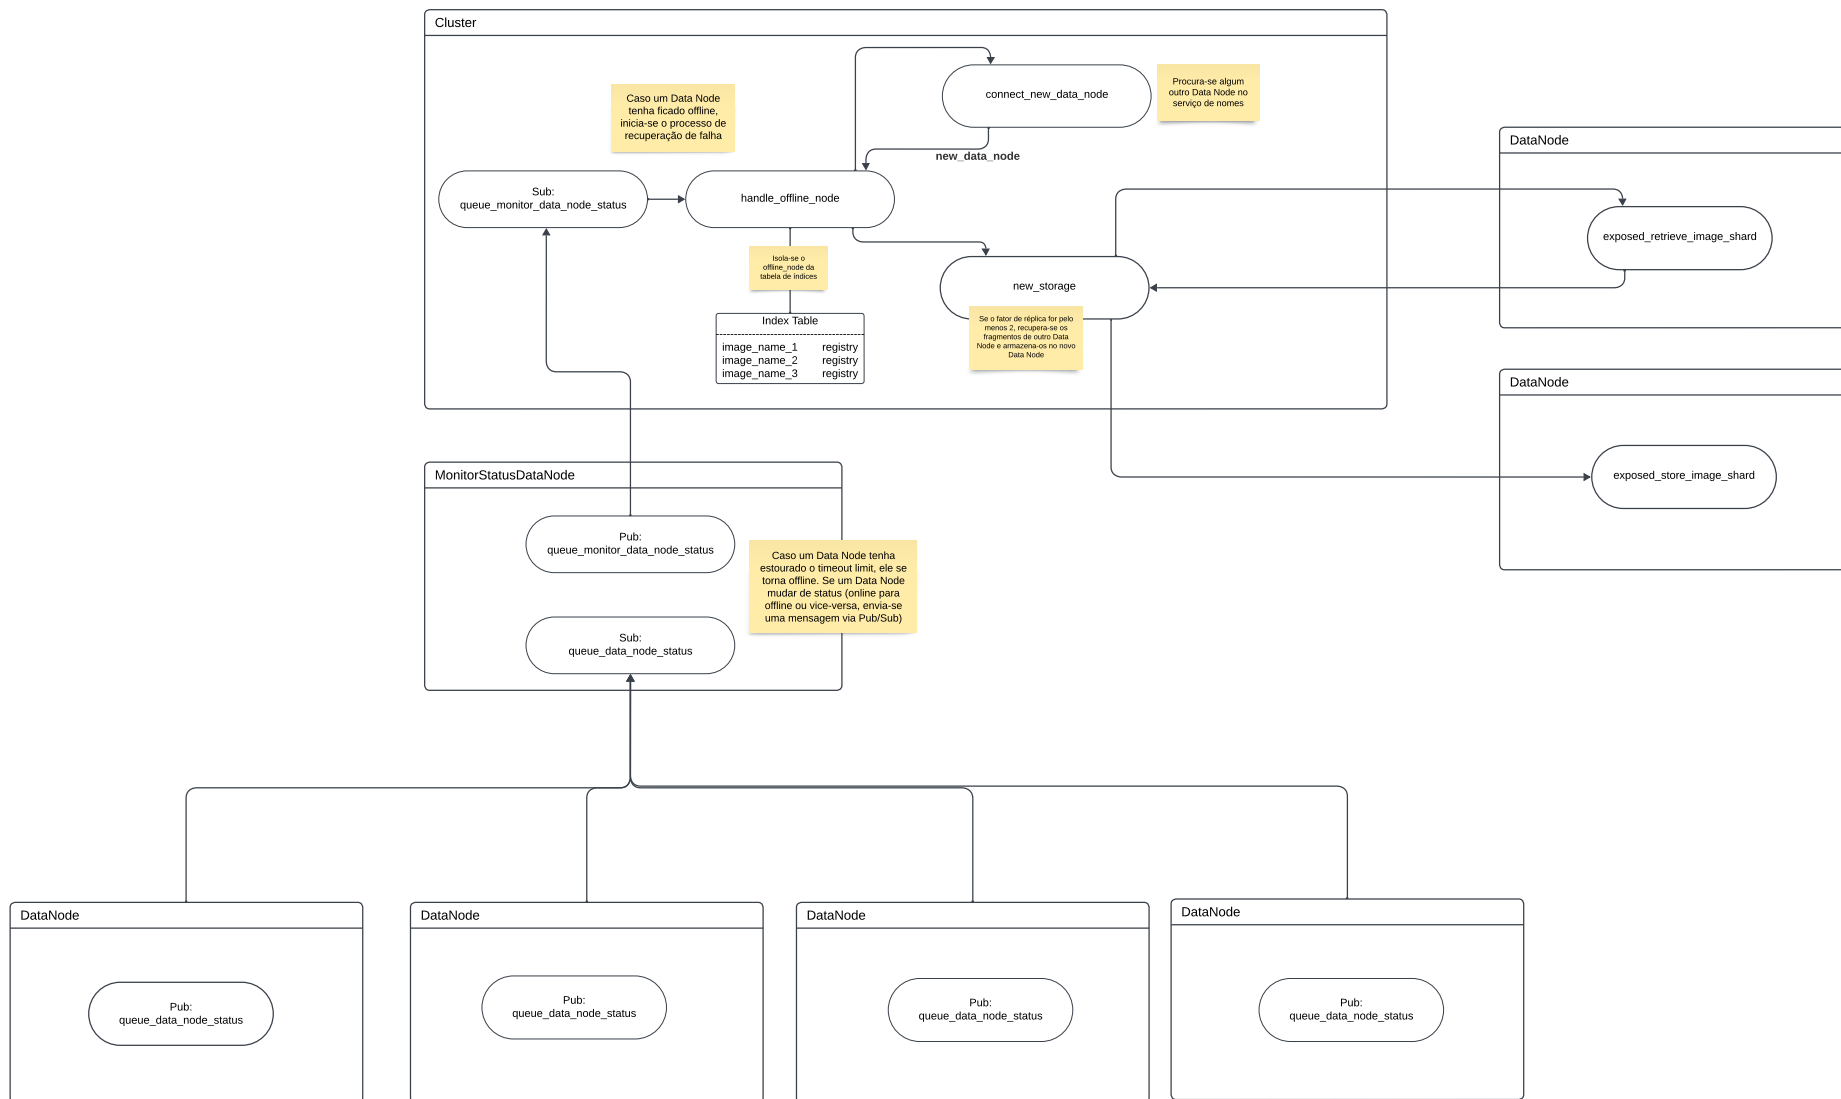 Cluster
connect_new_data_node
Procura-se algum
outro Data Node no
serviço de nomes
Caso um Data Node
tenha ficado offline,
inicia-se o processo de
recuperação de falha
new_data_node
Sub:
queue_monitor_data_node_status
handle_offline_node
Isola-se o
offline_node da
tabela de índices
new_storage
Se o fator de réplica for pelo
menos 2, recupera-se os
fragmentos de outro Data
Node e armazena-os no novo
Data Node
Index Table
image_name_1 registry
image_name_2 registry
image_name_3 registry
DataNode
exposed_retrieve_image_shard
DataNode
exposed_store_image_shard
MonitorStatusDataNode
Pub:
queue_monitor_data_node_status
Caso um Data Node tenha
estourado o timeout limit, ele se
torna offline. Se um Data Node
mudar de status (online para
offline ou vice-versa, envia-se
uma mensagem via Pub/Sub)
Sub:
queue_data_node_status
DataNode
Pub:
queue_data_node_status
DataNode
Pub:
queue_data_node_status
DataNode
Pub:
queue_data_node_status
DataNode
Pub:
queue_data_node_status